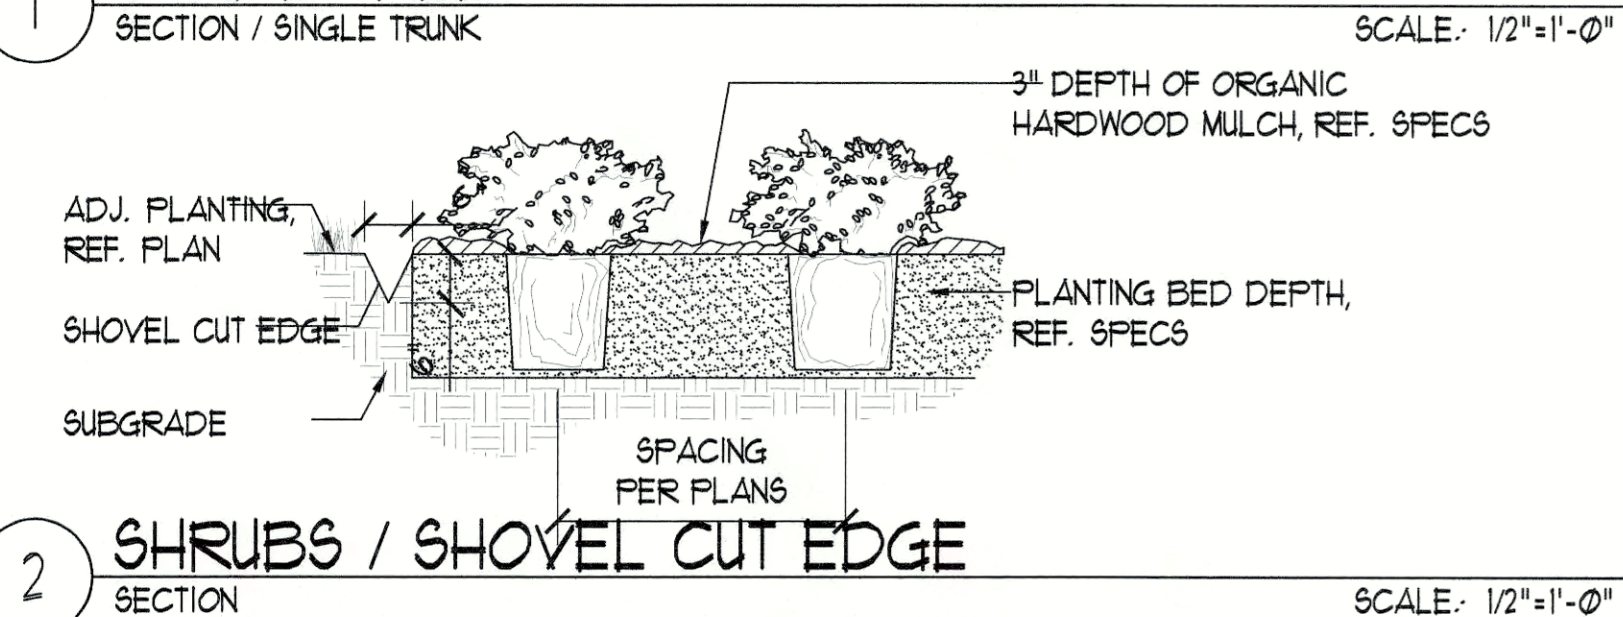 1
SECTION / SINGLE TRUNK
SCALE: 1/2"=1'-0"
3" DEPTH OF ORGANIC
HARDWOOD MULCH, REF. SPECS
ADJ. PLANTING,
REF. PLAN
SHOVEL CUT EDGE
SUBGRADE
PLANTING BED DEPTH,
REF. SPECS
6"
SPACING
PER PLANS
2
SHRUBS / SHOVEL CUT EDGE
SECTION
SCALE: 1/2"=1'-0"